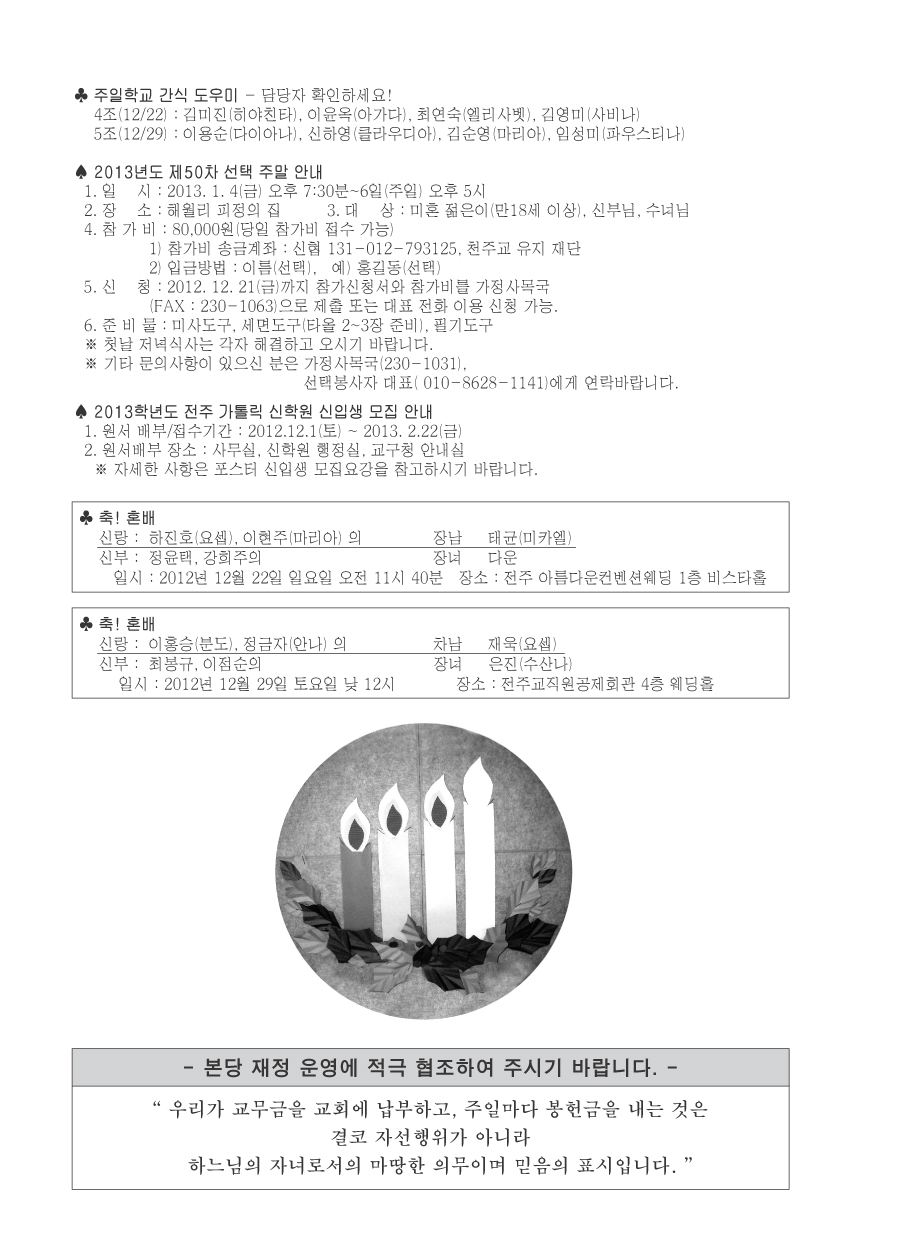 ♣ 주일학교 간식 도우미 - 담당자 확인하세요!
4조(12/22) : 김미진(히야친타), 이윤옥(아가다), 최연숙(엘리사벳), 김영미(사비나)
5조(12/29) : 이용순(다이아나), 신하영(클라우디아), 김순영(마리아), 임성미(파우스티나)
♠ 2013년도 제50차 선택 주말 안내
1. 일 시 : 2013. 1. 4(금) 오후 7:30분~6일(주일) 오후 5시
2. 장 소 : 해월리 피정의 집 3. 대 상 : 미혼 젊은이(만18세 이상), 신부님, 수녀님
4. 참 가 비 : 80,000원(당일 참가비 접수 가능)
1) 참가비 송금계좌 : 신협 131-012-793125, 천주교 유지 재단
2) 입금방법 : 이름(선택), 예) 홍길동(선택)
5. 신 청 : 2012. 12. 21(금)까지 참가신청서와 참가비를 가정사목국
(FAX : 230-1063)으로 제출 또는 대표 전화 이용 신청 가능.
6. 준 비 물 : 미사도구, 세면도구(타올 2~3장 준비), 필기도구
※ 첫날 저녁식사는 각자 해결하고 오시기 바랍니다.
※ 기타 문의사항이 있으신 분은 가정사목국(230-1031),
선택봉사자 대표( 010-8628-1141)에게 연락바랍니다.
♠ 2013학년도 전주 가톨릭 신학원 신입생 모집 안내
1. 원서 배부/접수기간 : 2012.12.1(토) ~ 2013. 2.22(금)
2. 원서배부 장소 : 사무실, 신학원 행정실, 교구청 안내실
※ 자세한 사항은 포스터 신입생 모집요강을 참고하시기 바랍니다.
♣ 축! 혼배
신랑 : 하진호(요셉), 이현주(마리아) 의 장남 태균(미카엘)
신부 : 정윤택, 강희주의 장녀 다운
일시 : 2012년 12월 22일 일요일 오전 11시 40분 장소 : 전주 아름다운컨벤션웨딩 1층 비스타홀
♣ 축! 혼배
신랑 : 이홍승(분도), 정금자(안나) 의 차남 재욱(요셉)
신부 : 최봉규, 이점순의 장녀 은진(수산나)
일시 : 2012년 12월 29일 토요일 낮 12시 장소 : 전주교직원공제회관 4층 웨딩홀
- 본당 재정 운영에 적극 협조하여 주시기 바랍니다. -
“ 우리가 교무금을 교회에 납부하고, 주일마다 봉헌금을 내는 것은
결코 자선행위가 아니라
하느님의 자녀로서의 마땅한 의무이며 믿음의 표시입니다. ”